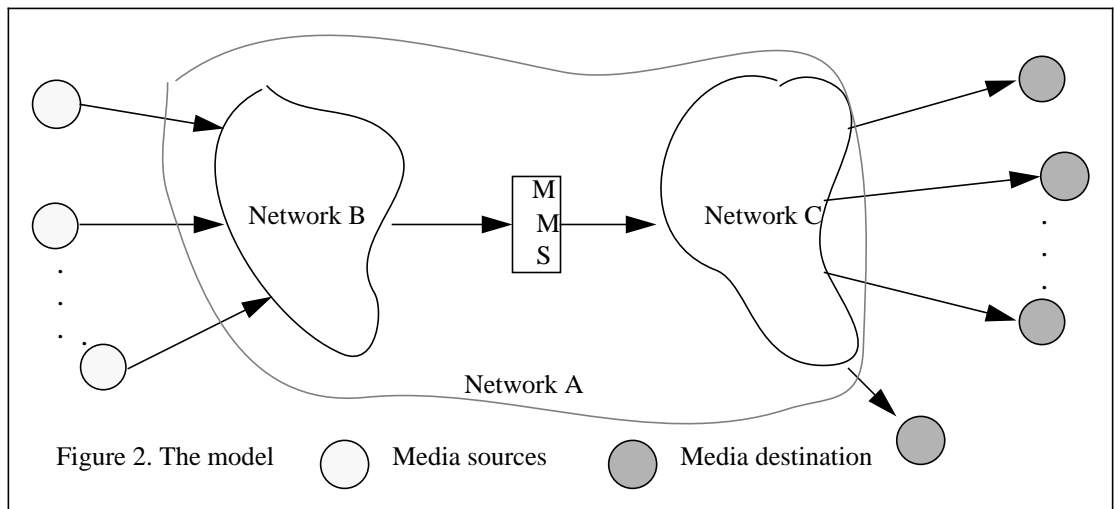 Network B
M
M
S
Network C
Network A
Figure 2. The model
Media sources
Media destination